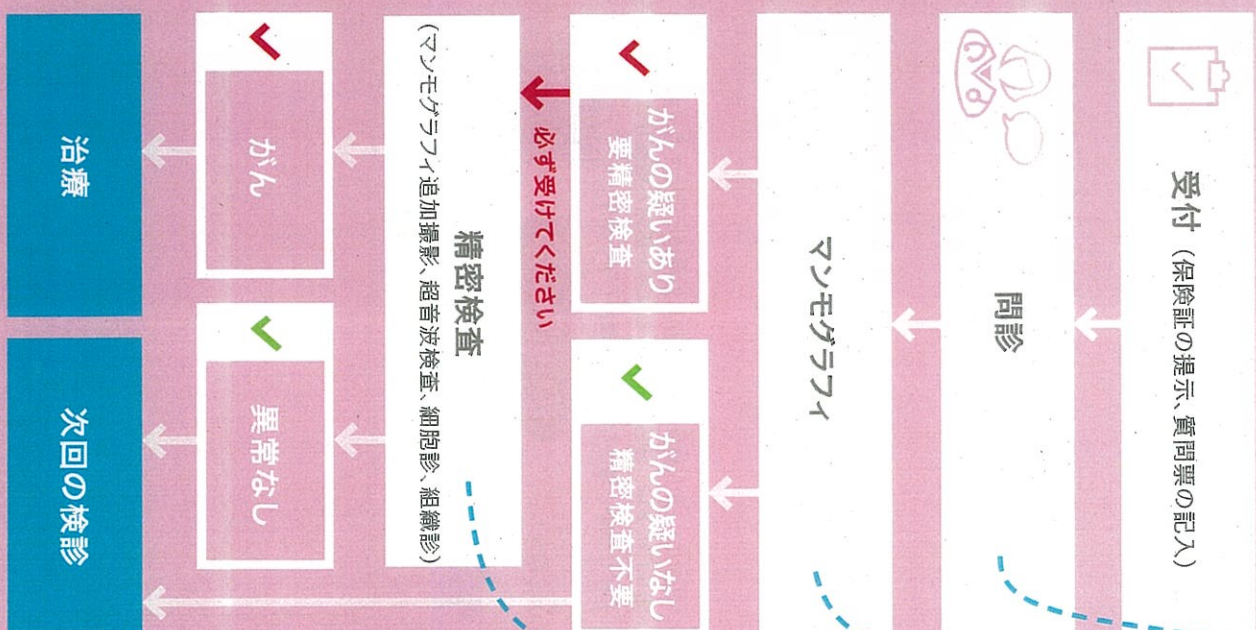 受付（保険証の提示、質問票の記入）
問診
マンモグラフィ
がんの疑いあり
要精密検査
がんの疑いなし
精密検査不要
必ず受けてください
精密検査
（マンモグラフィ追加撮影、超音波検査、細胞診、組織診）
がん
異常なし
治療
次回の検診